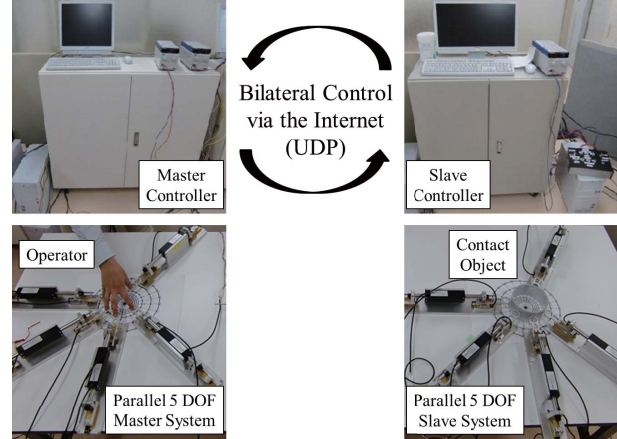 Bilateral Control
via the Internet
(UDP)
Master
Controller
Slave
Controller
Operator
Contact
Object
Parallel 5 DOF
Master System
Parallel 5 DOF
Slave System